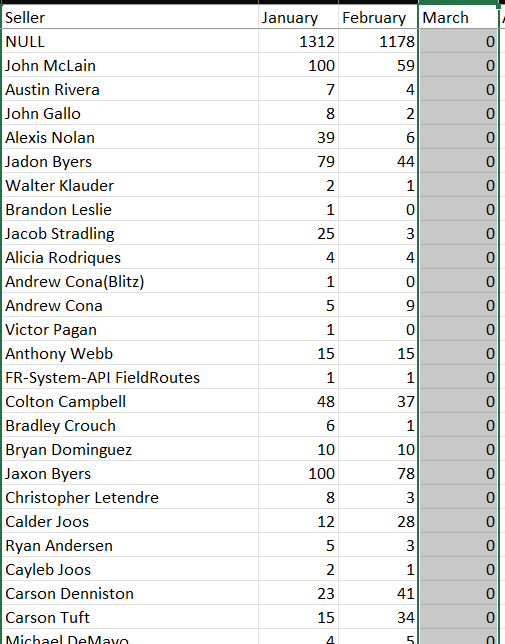 Seller January February March
NULL 1312 1178 0
John McLain 100 59 0
Austin Rivera 7 4 0
John Gallo 8 2 0
Alexis Nolan 39 6 0
Jadon Byers 79 44 0
Walter Klauder 2 1 0
Brandon Leslie 1 0 0
Jacob Stradling 25 3 0
Alicia Rodriques 4 4 0
Andrew Cona(Blitz) 1 0 0
Andrew Cona 5 9 0
Victor Pagan 1 0 0
Anthony Webb 15 15 0
FR-System-API FieldRoutes 1 1 0
Colton Campbell 48 37 0
Bradley Crouch 6 1 0
Bryan Dominguez 10 10 0
Jaxon Byers 100 78 0
Christopher Letendre 8 3 0
Calder Joos 12 28 0
Ryan Andersen 5 3 0
Cayleb Joos 2 1 0
Carson Denniston 23 41 0
Carson Tuft 15 34 0
Michael DeMayo 4 5 0